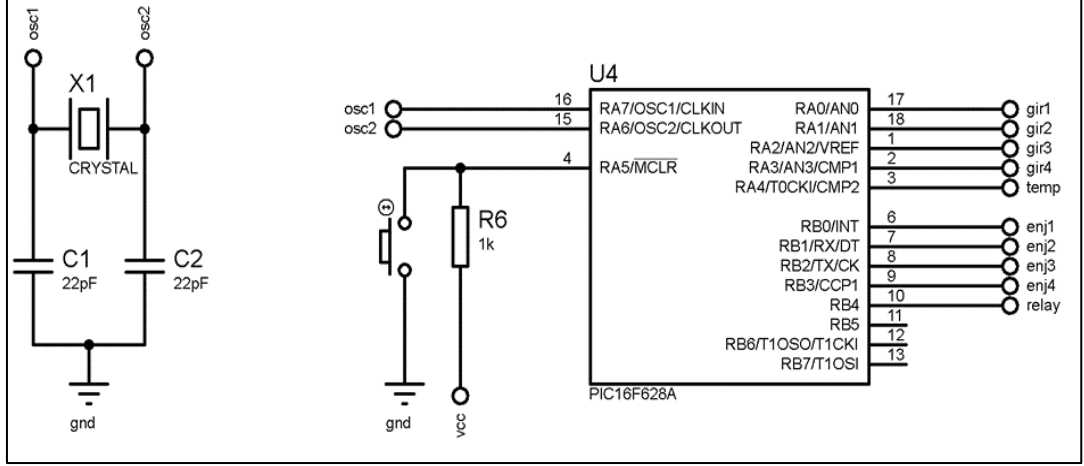 osc1
osc2
X1
CRYSTAL
C1
22pF
C2
22pF
gnd
U4
osc1
osc2
16
15
4
RA7/OSC1/CLKIN
RA6/OSC2/CLKOUT
RA5/MCLR
R6
1k
gnd
vcc
RA0/AN0 17 gir1
RA1/AN1 18 gir2
RA2/AN2/VREF 1 gir3
RA3/AN3/CMP1 2 gir4
RA4/T0CKI/CMP2 3 temp
RB0/INT 6 enj1
RB1/RX/DT 7 enj2
RB2/TX/CK 8 enj3
RB3/CCP1 9 enj4
RB4 10 relay
RB5 11
RB6/T1OSO/T1CKI 12
RB7/T1OSI 13
PIC16F628A